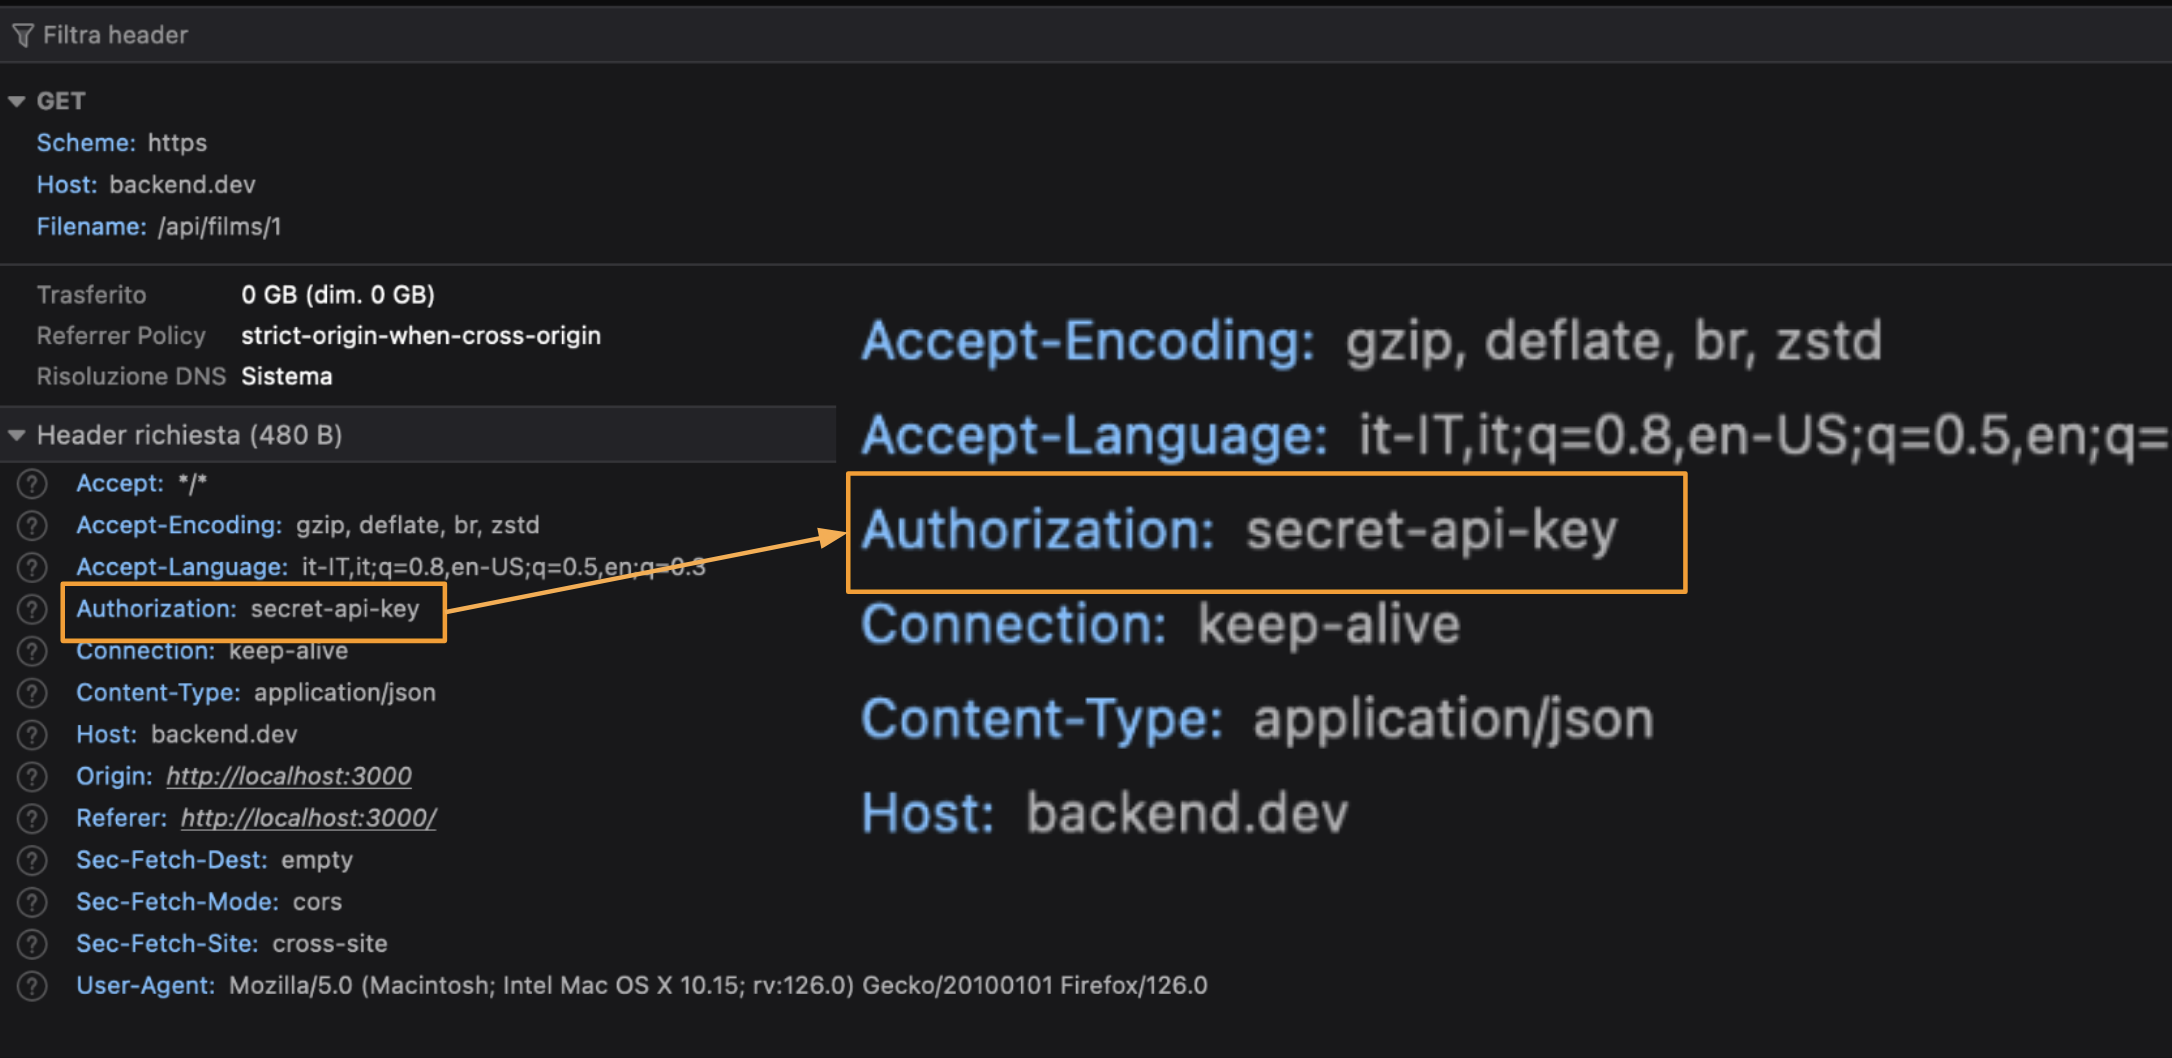 Filtra header
GET
Scheme: https
Host: backend.dev
Filename: /api/films/1
Trasferito 0 GB (dim. 0 GB)
Referrer Policy strict-origin-when-cross-origin
Risoluzione DNS Sistema
Header richiesta (480 B)
? Accept: */*
? Accept-Encoding: gzip, deflate, br, zstd
? Accept-Language: it-IT,it;q=0.8,en-US;q=0.5,en;q=0.3
? Authorization: secret-api-key
? Connection: keep-alive
? Content-Type: application/json
? Host: backend.dev
? Origin: http://localhost:3000
? Referer: http://localhost:3000/
? Sec-Fetch-Dest: empty
? Sec-Fetch-Mode: cors
? Sec-Fetch-Site: cross-site
? User-Agent: Mozilla/5.0 (Macintosh; Intel Mac OS X 10.15; rv:126.0) Gecko/20100101 Firefox/126.0
Accept-Encoding: gzip, deflate, br, zstd
Accept-Language: it-IT,it;q=0.8,en-US;q=0.5,en;q=
Authorization: secret-api-key
Connection: keep-alive
Content-Type: application/json
Host: backend.dev